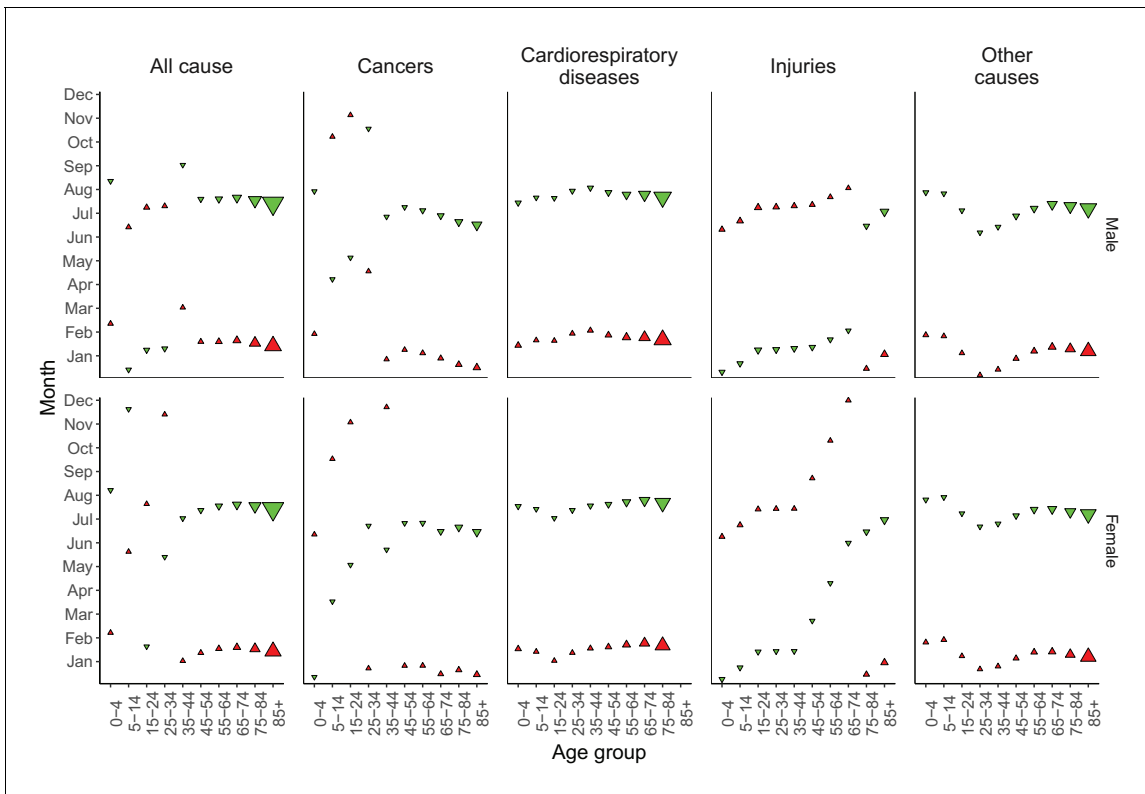 All cause
Cancers
Cardiorespiratory
diseases
Injuries
Other
causes
Dec
Nov
Oct
Sep
Aug
Jul
Jun
May
Apr
Mar
Feb
Jan
Male
Month
Dec
Nov
Oct
Sep
Aug
Jul
Jun
May
Apr
Mar
Feb
Jan
Female
0–4
5–14
15–24
25–34
35–44
45–54
55–64
65–74
75–84
85+
0–4
5–14
15–24
25–34
35–44
45–54
55–64
65–74
75–84
85+
0–4
5–14
15–24
25–34
35–44
45–54
55–64
65–74
75–84
85+
0–4
5–14
15–24
25–34
35–44
45–54
55–64
65–74
75–84
85+
0–4
5–14
15–24
25–34
35–44
45–54
55–64
65–74
75–84
85+
Age group